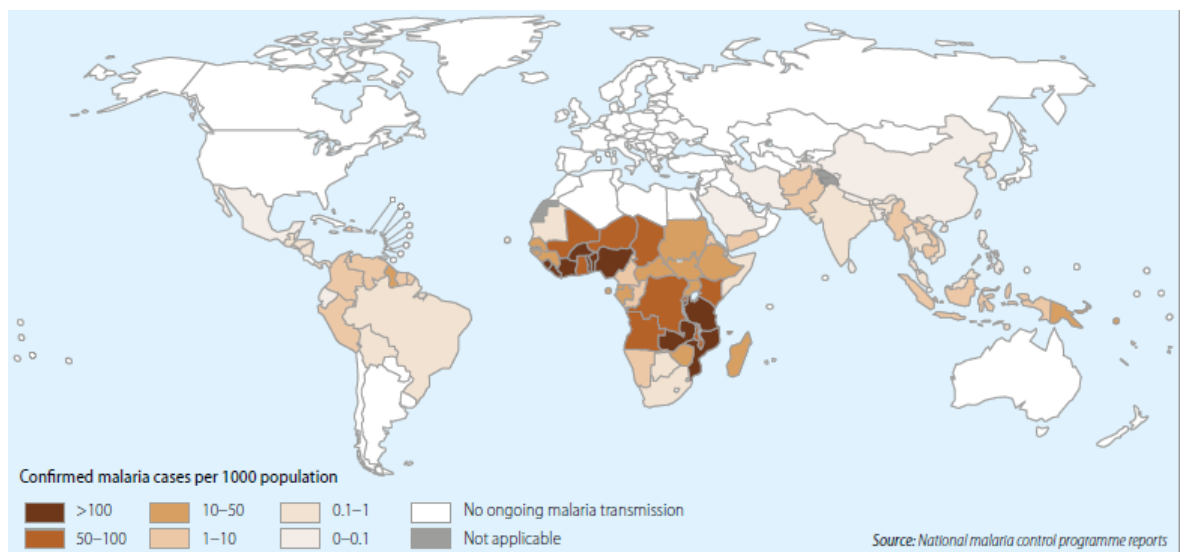 Confirmed malaria cases per 1000 population
>100 10–50 0.1–1 No ongoing malaria transmission
50–100 1–10 0–0.1 Not applicable
Source: National malaria control programme reports